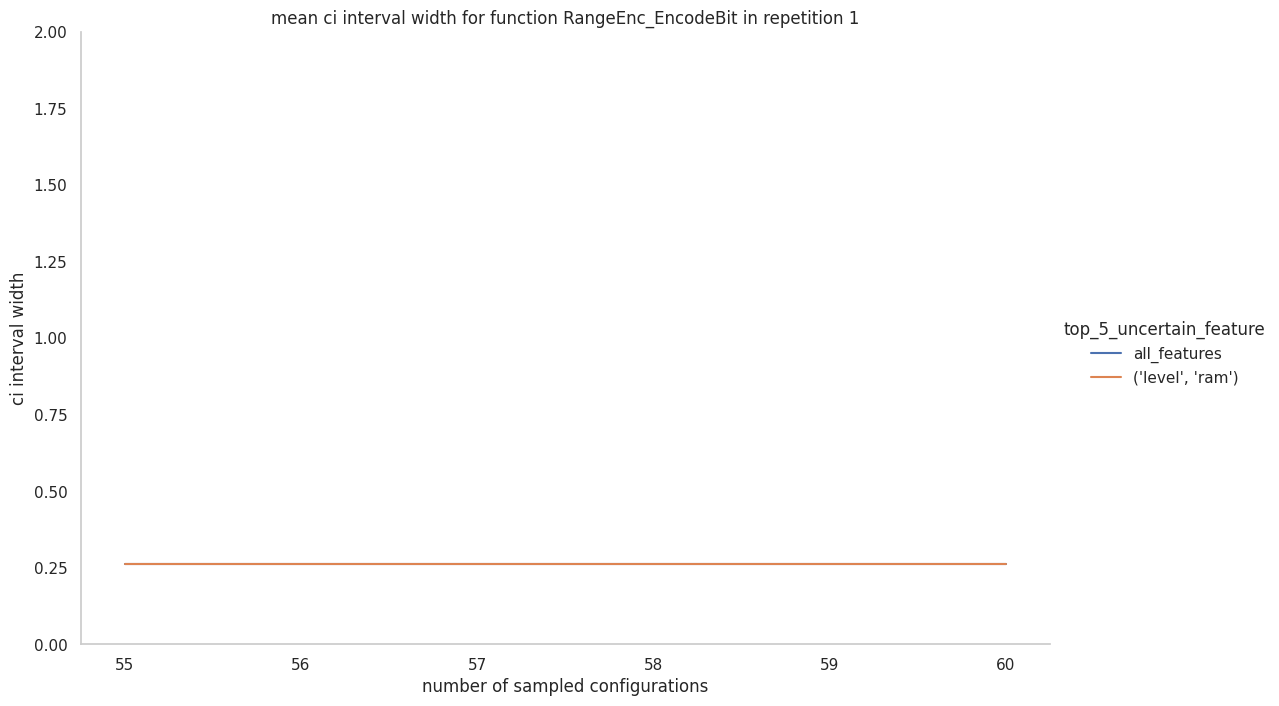 mean ci interval width for function RangeEnc_EncodeBit in repetition 1
2.00
1.75
1.50
1.25
1.00
0.75
0.50
0.25
0.00
ci interval width
55 56 57 58 59 60
number of sampled configurations
top_5_uncertain_feature
all_features
('level', 'ram')